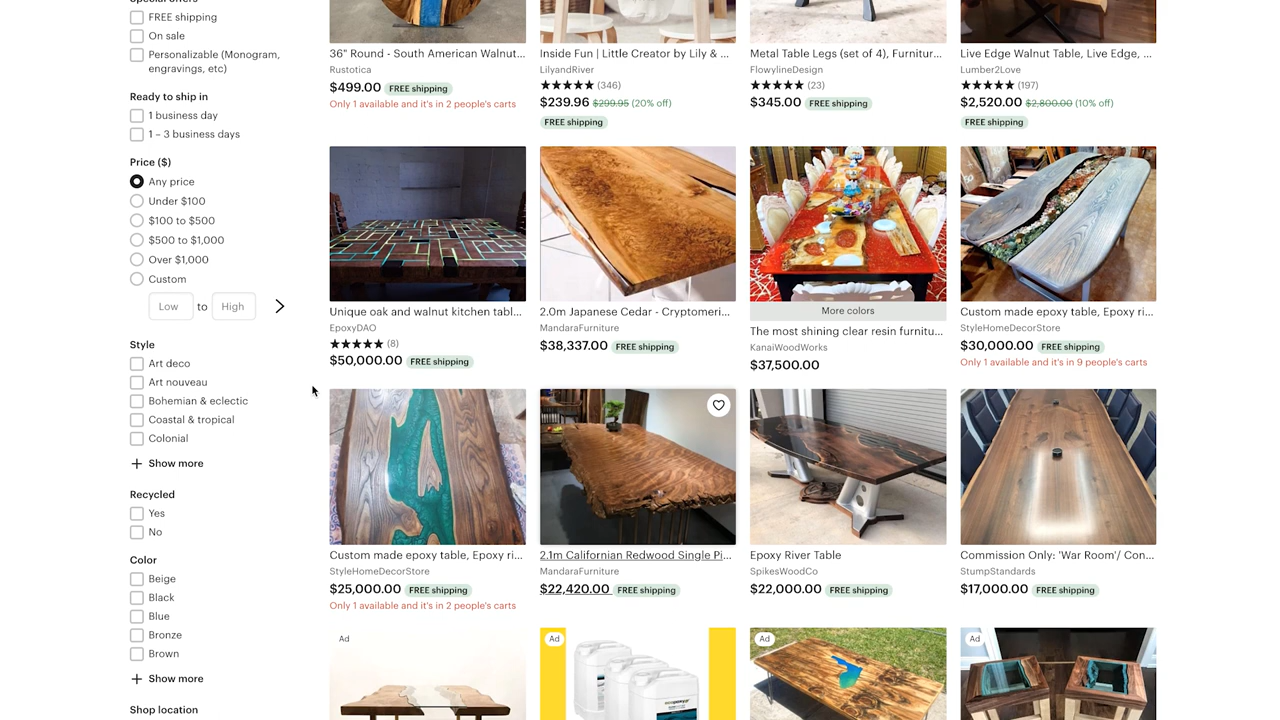 Special offers
FREE shipping
On sale
Personalizable (Monogram,
engravings, etc)
Ready to ship in
1 business day
1 – 3 business days
Price ($)
Any price
Under $100
$100 to $500
$500 to $1,000
Over $1,000
Custom
Low to High
Style
Art deco
Art nouveau
Bohemian & eclectic
Coastal & tropical
Colonial
Show more
Recycled
Yes
No
Color
Beige
Black
Blue
Bronze
Brown
Show more
Shop location
36" Round - South American Walnut...
Rustotica
$499.00 FREE shipping
Only 1 available and it's in 2 people's carts
Inside Fun | Little Creator by Lily & ...
LilyandRiver
(346)
$239.96 $299.95 (20% off)
FREE shipping
Metal Table Legs (set of 4), Furnitur...
FlowylineDesign
(23)
$345.00 FREE shipping
Live Edge Walnut Table, Live Edge, ...
Lumber2Love
(197)
$2,520.00 $2,800.00 (10% off)
FREE shipping
Unique oak and walnut kitchen tabl...
EpoxyDAO
(8)
$50,000.00 FREE shipping
2.0m Japanese Cedar - Cryptomeri...
MandaraFurniture
$38,337.00 FREE shipping
More colors
The most shining clear resin furnitu...
KanaiWoodWorks
$37,500.00
Custom made epoxy table, Epoxy ri...
StyleHomeDecorStore
$30,000.00 FREE shipping
Only 1 available and it's in 9 people's carts
Custom made epoxy table, Epoxy ri...
StyleHomeDecorStore
$25,000.00 FREE shipping
Only 1 available and it's in 2 people's carts
2.1m Californian Redwood Single Pi...
MandaraFurniture
$22,420.00 FREE shipping
Epoxy River Table
SpikesWoodCo
$22,000.00 FREE shipping
Commission Only: 'War Room'/ Con...
StumpStandards
$17,000.00 FREE shipping
Ad
Ad
Ad
Ad